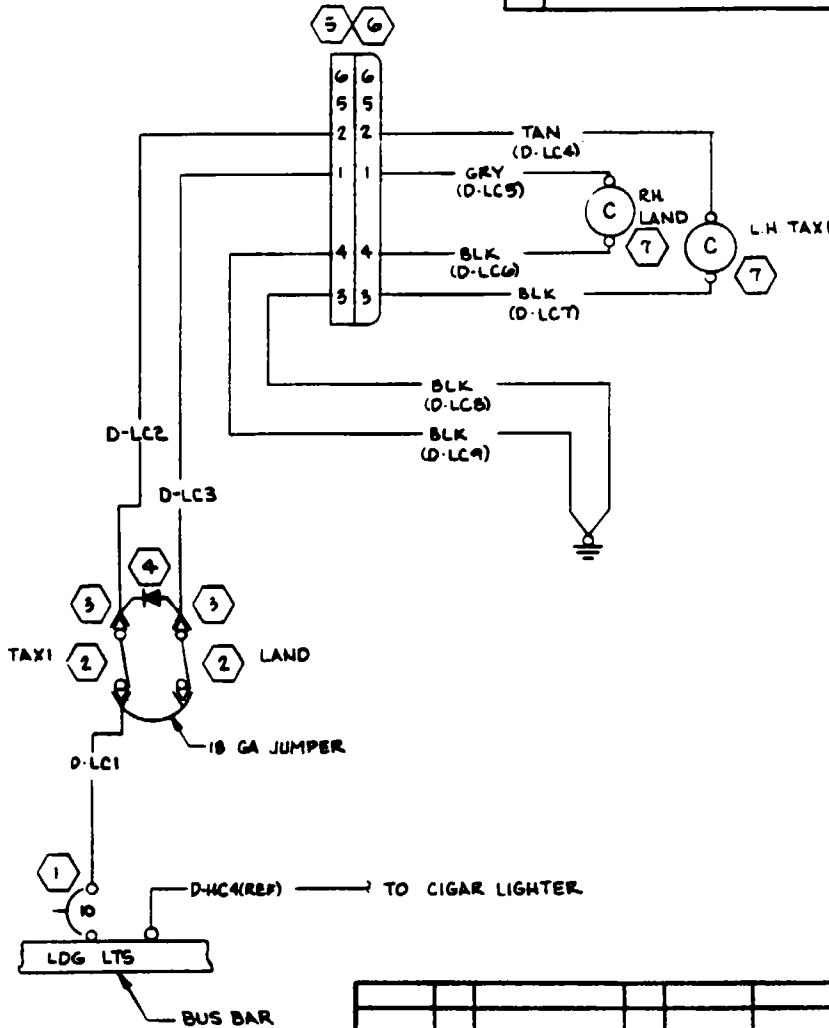 5 6
6 6
5 5
2 2
TAN
(D-LC4)
1 1
GRY
(D-LC5)
C
RH
LAND
7
C
L.H. TAXI
7
4 4
BLK
(D-LC6)
3 3
BLK
(D-LC7)
BLK
(D-LC8)
BLK
(D-LC9)
D-LC2
D-LC3
4
3
3
TAXI
2
2
LAND
18 GA JUMPER
D-LC1
1
10
D-HC4(REF)
TO CIGAR LIGHTER
LDG LTS
BUS BAR